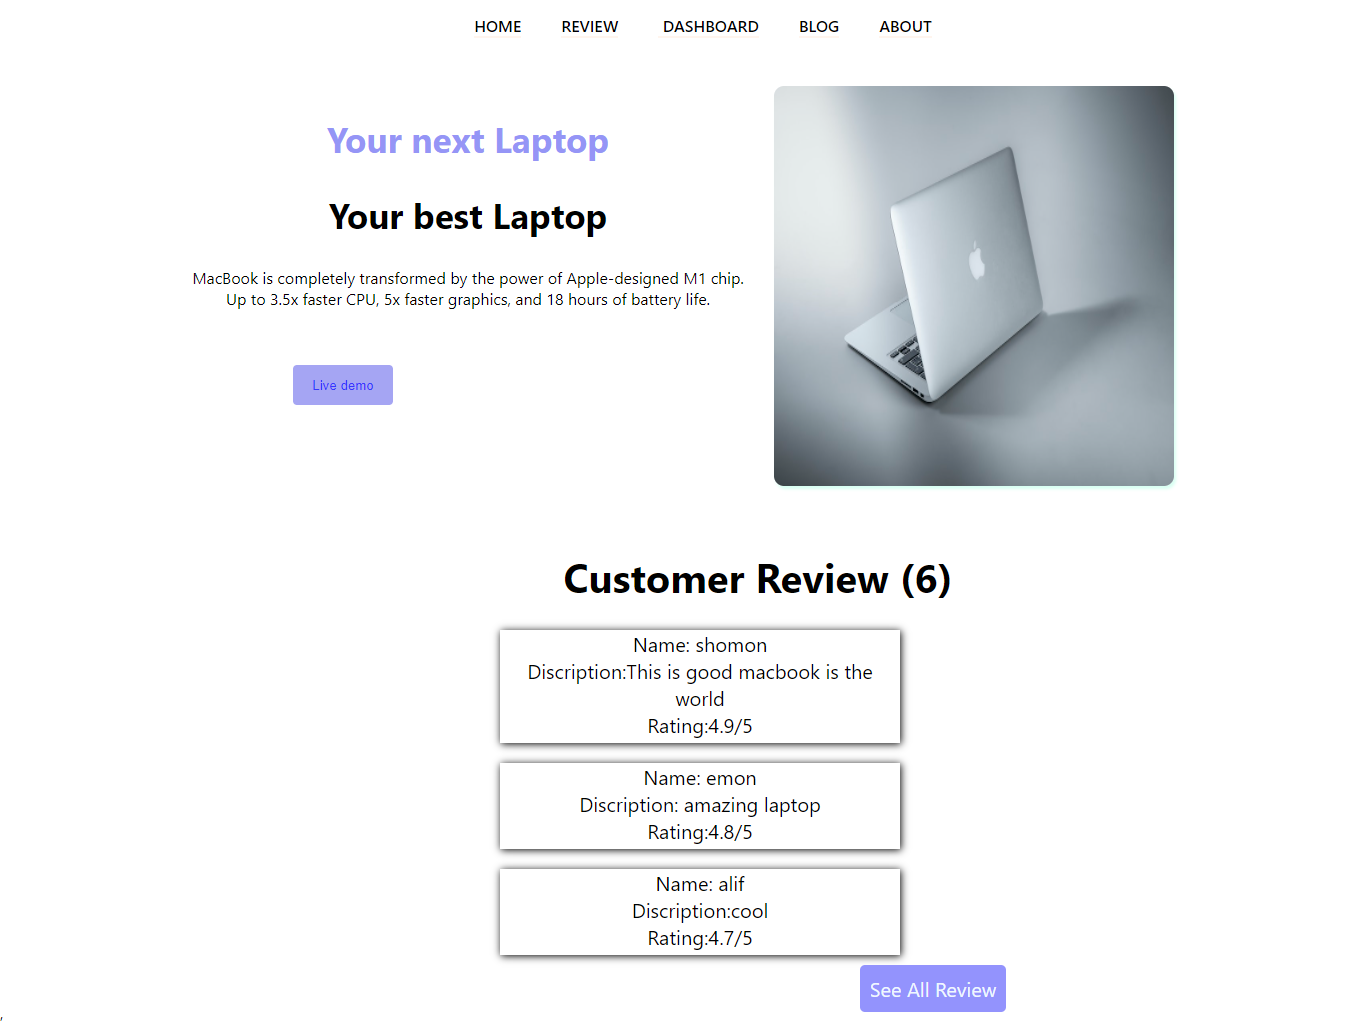 HOME REVIEW DASHBOARD BLOG ABOUT
Your next Laptop
Your best Laptop
MacBook is completely transformed by the power of Apple-designed M1 chip.
Up to 3.5x faster CPU, 5x faster graphics, and 18 hours of battery life.
Live demo
Customer Review (6)
Name: shomon
Discription:This is good macbook is the
world
Rating:4.9/5
Name: emon
Discription: amazing laptop
Rating:4.8/5
Name: alif
Discription:cool
Rating:4.7/5
See All Review
,